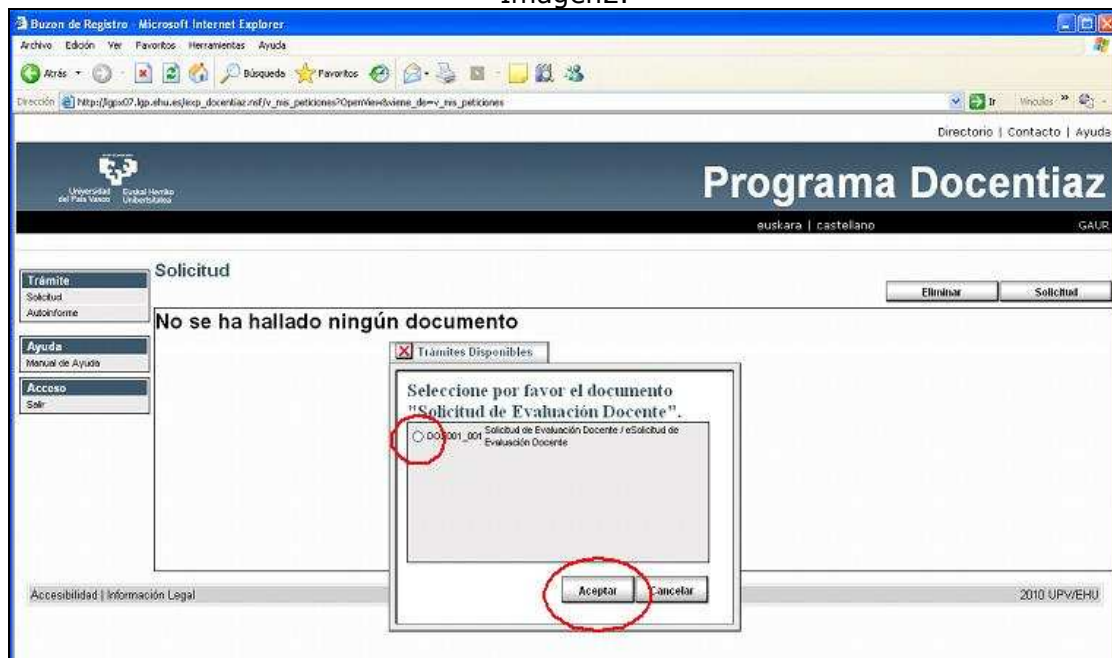 Imagen2:
Buzon de Registro - Microsoft Internet Explorer
Archivo Edición Ver Favoritos Herramientas Ayuda
Atrás Búsqueda Favoritos
Dirección Ir Vínculos »
Directorio | Contacto | Ayuda
Universidad del País Vasco Euskal Herriko Unibertsitatea
Programa Docentiaz
euskara | castellano GAUR
Trámite
Solicitud
Autoinforme
Ayuda
Manual de Ayuda
Acceso
Salir
Solicitud
Eliminar Solicitud
No se ha hallado ningún documento
Trámites Disponibles
Seleccione por favor el documento
"Solicitud de Evaluación Docente".
Solicitud de Evaluación Docente / eSolicitud de
Evaluación Docente
Aceptar Cancelar
Accesibilidad | Información Legal 2010 UPV/EHU